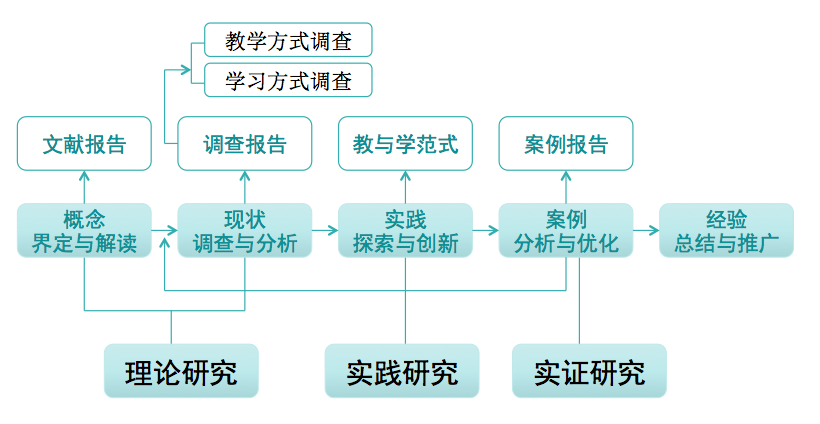 教学方式调查
学习方式调查
文献报告
调查报告
教与学范式
案例报告
概念
界定与解读
现状
调查与分析
实践
探索与创新
案例
分析与优化
经验
总结与推广
理论研究
实践研究
实证研究